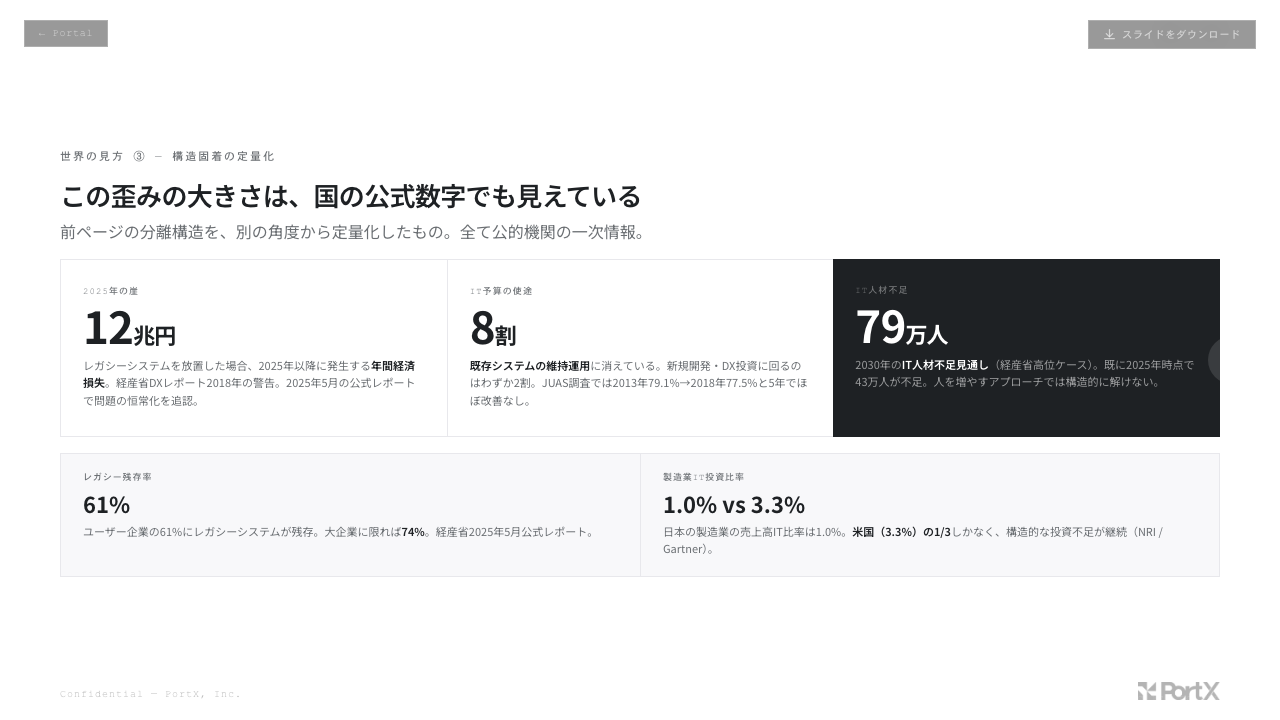 ← Portal
スライドをダウンロード
世界の見方 ③ — 構造固着の定量化
この歪みの大きさは、国の公式数字でも見えている
前ページの分離構造を、別の角度から定量化したもの。全て公的機関の一次情報。
2025年の崖
12兆円
レガシーシステムを放置した場合、2025年以降に発生する年間経済
損失。経産省DXレポート2018年の警告。2025年5月の公式レポート
で問題の恒常化を追認。
IT予算の使途
8割
既存システムの維持運用に消えている。新規開発・DX投資に回るの
はわずか2割。JUAS調査では2013年79.1%→2018年77.5%と5年でほ
ぼ改善なし。
IT人材不足
79万人
2030年のIT人材不足見通し（経産省高位ケース）。既に2025年時点で
43万人が不足。人を増やすアプローチでは構造的に解けない。
レガシー残存率
61%
ユーザー企業の61%にレガシーシステムが残存。大企業に限れば74%。経産省2025年5月公式レポート。
製造業IT投資比率
1.0% vs 3.3%
日本の製造業の売上高IT比率は1.0%。米国（3.3%）の1/3しかなく、構造的な投資不足が継続（NRI /
Gartner）。
Confidential — PortX, Inc.
PortX